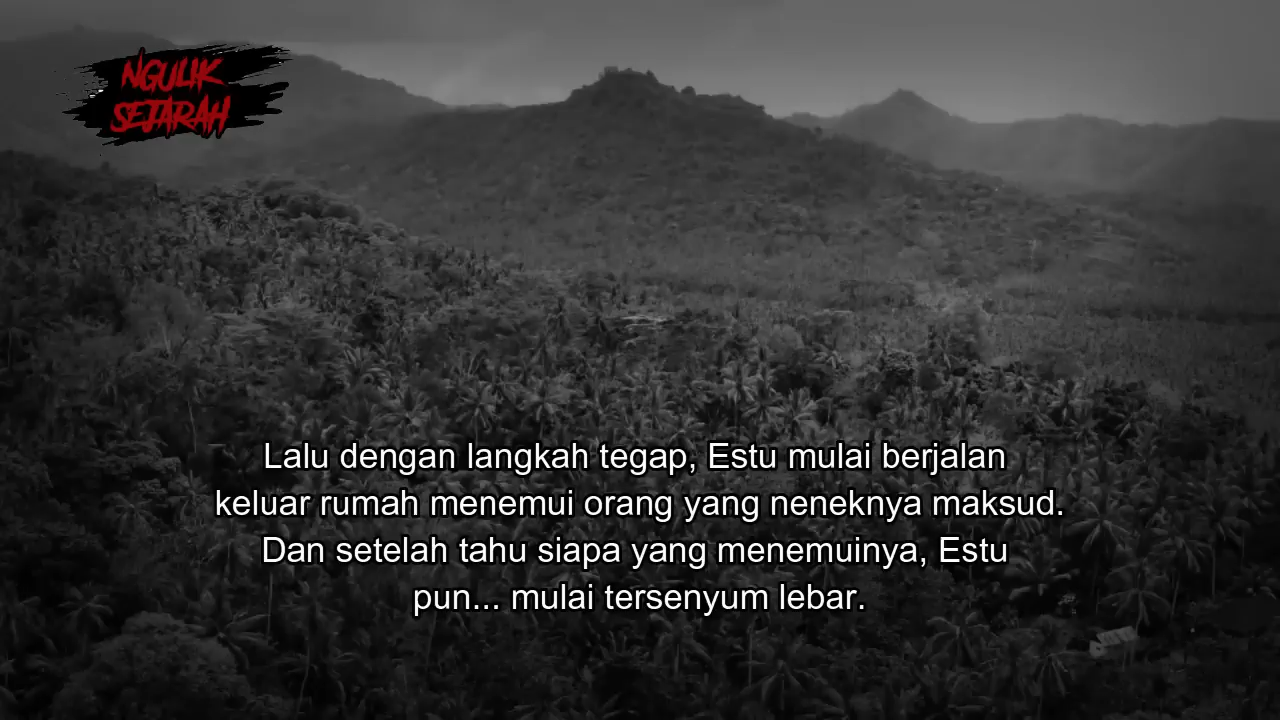 NGULIK
SEJARAH
Lalu dengan langkah tegap, Estu mulai berjalan
keluar rumah menemui orang yang neneknya maksud.
Dan setelah tahu siapa yang menemuinya, Estu
pun... mulai tersenyum lebar.